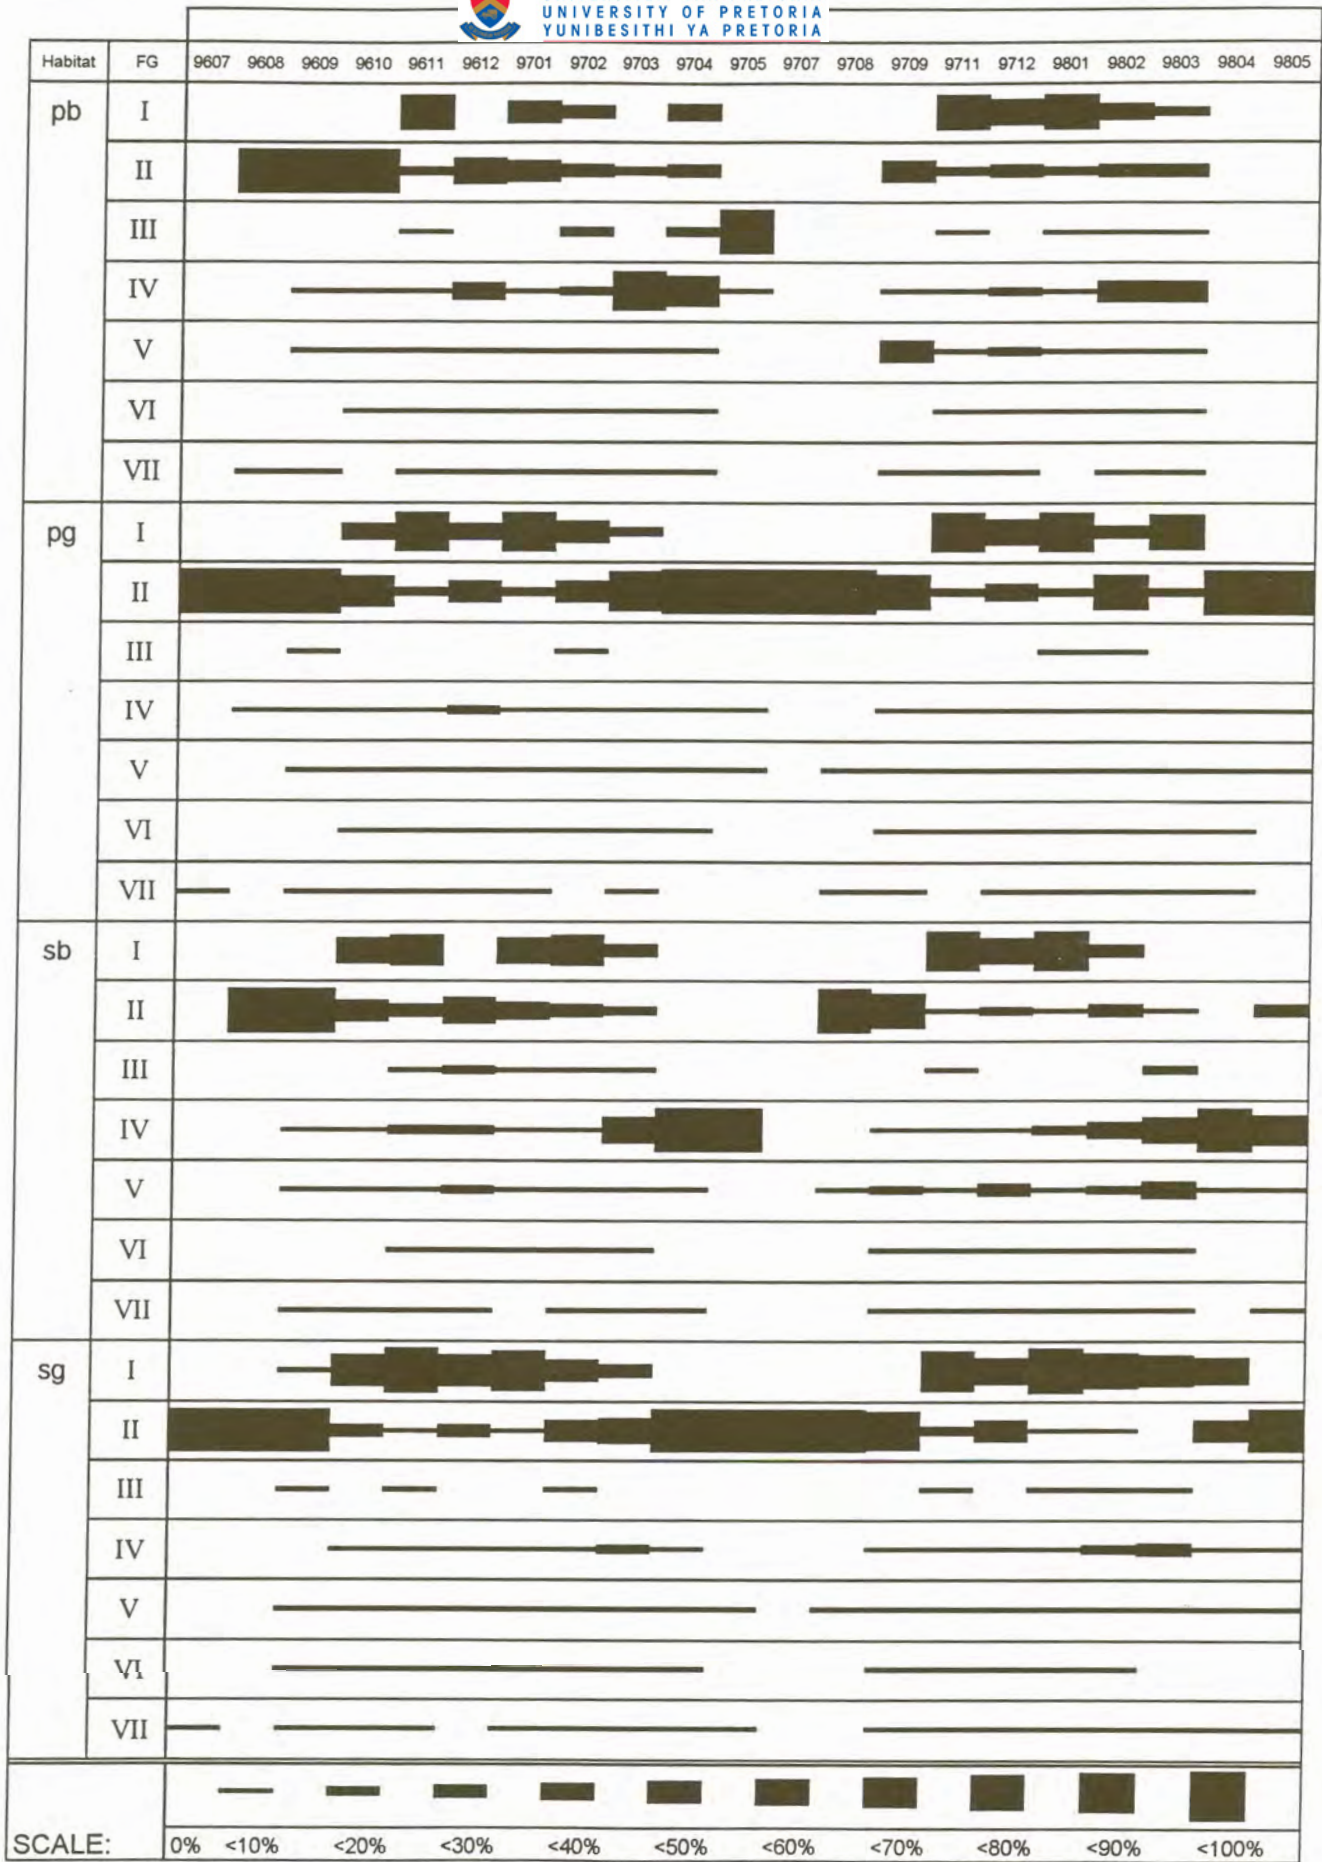 UNIVERSITY OF PRETORIA
YUNIBESITHI YA PRETORIA
Habitat FG 9607 9608 9609 9610 9611 9612 9701 9702 9703 9704 9705 9707 9708 9709 9711 9712 9801 9802 9803 9804 9805
pb I
II
III
IV
V
VI
VII
pg I
II
III
IV
V
VI
VII
sb I
II
III
IV
V
VI
VII
sg I
II
III
IV
V
VI
VII
SCALE: 0% <10% <20% <30% <40% <50% <60% <70% <80% <90% <100%